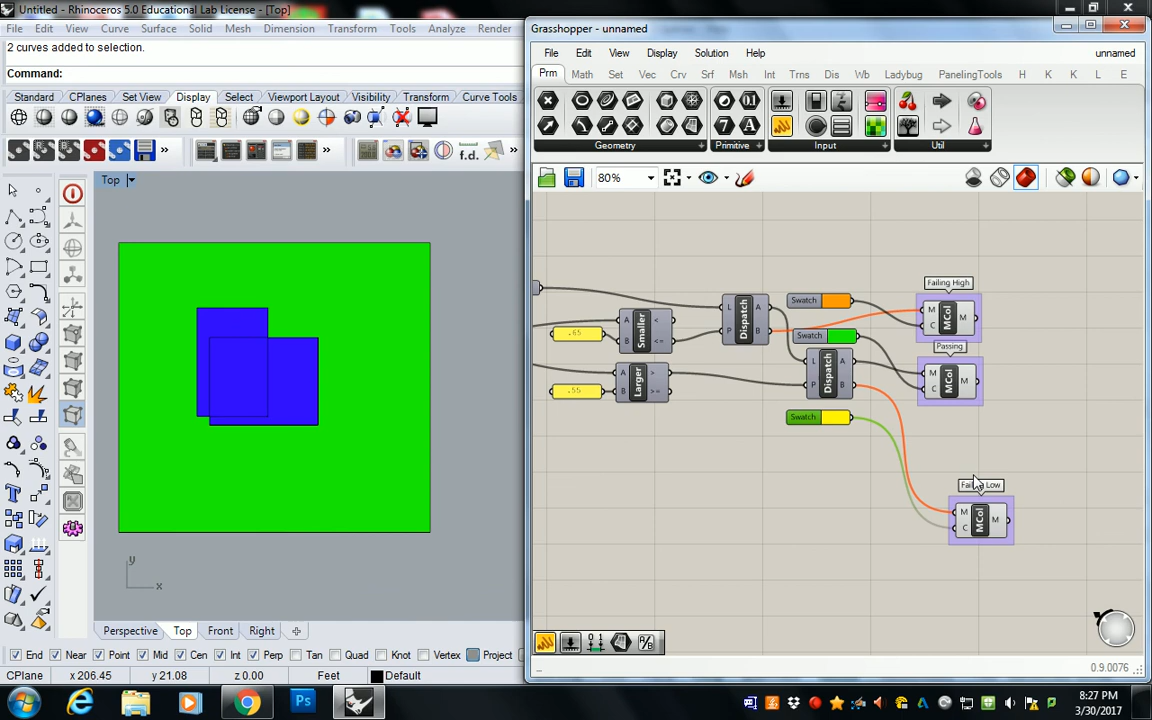 Untitled - Rhinoceros 5.0 Educational Lab License - [Top]
File Edit View Curve Surface Solid Mesh Dimension Transform Tools Analyze Render
2 curves added to selection.
Command:
Standard CPlanes Set View Display Select Viewport Layout Visibility Transform Curve Tools
f.d.
Top
y
x
Perspective Top Front Right
End Near Point Mid Cen Int Perp Tan Quad Knot Vertex Project
CPlane x 206.45 y 21.08 z 0.00 Feet Default
Grasshopper - unnamed
File Edit View Display Solution Help unnamed
Prm Math Set Vec Crv Srf Msh Int Trns Dis Wb Ladybug PanelingTools H K K L E
Geometry Primitive Input Util
80%
Failing High
Swatch
L A
P B
Dispatch
M M
C
MCol
.65
A <
B <=
Smaller
Swatch
Passing
.55
A >
B >=
Larger
L A
P B
Dispatch
M M
C
MCol
Swatch
Low
M M
C
MCol
0.9.0076
Ps
8:27 PM
3/30/2017